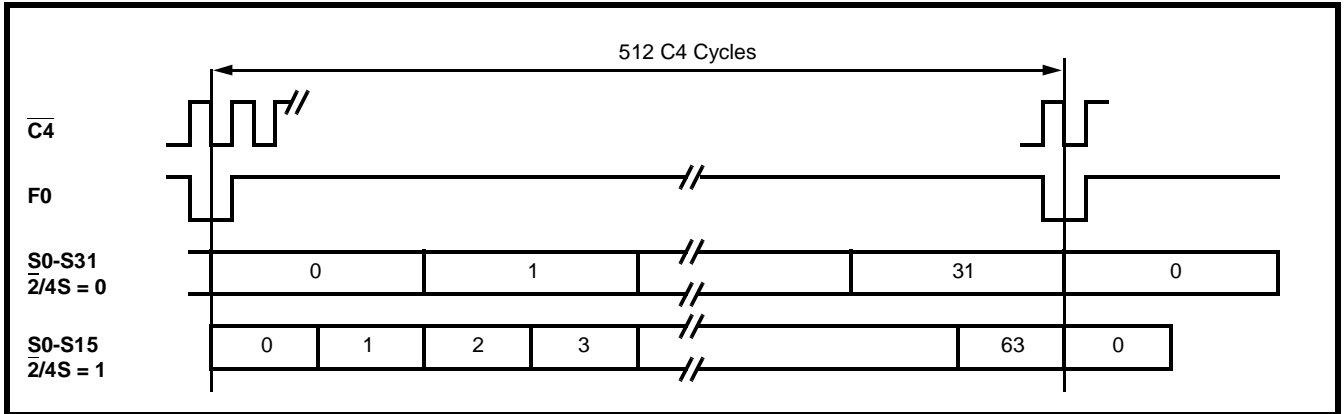 512 C4 Cycles
C4
F0
S0-S31
2/4S = 0
0 1 31 0
S0-S15
2/4S = 1
0 1 2 3 63 0